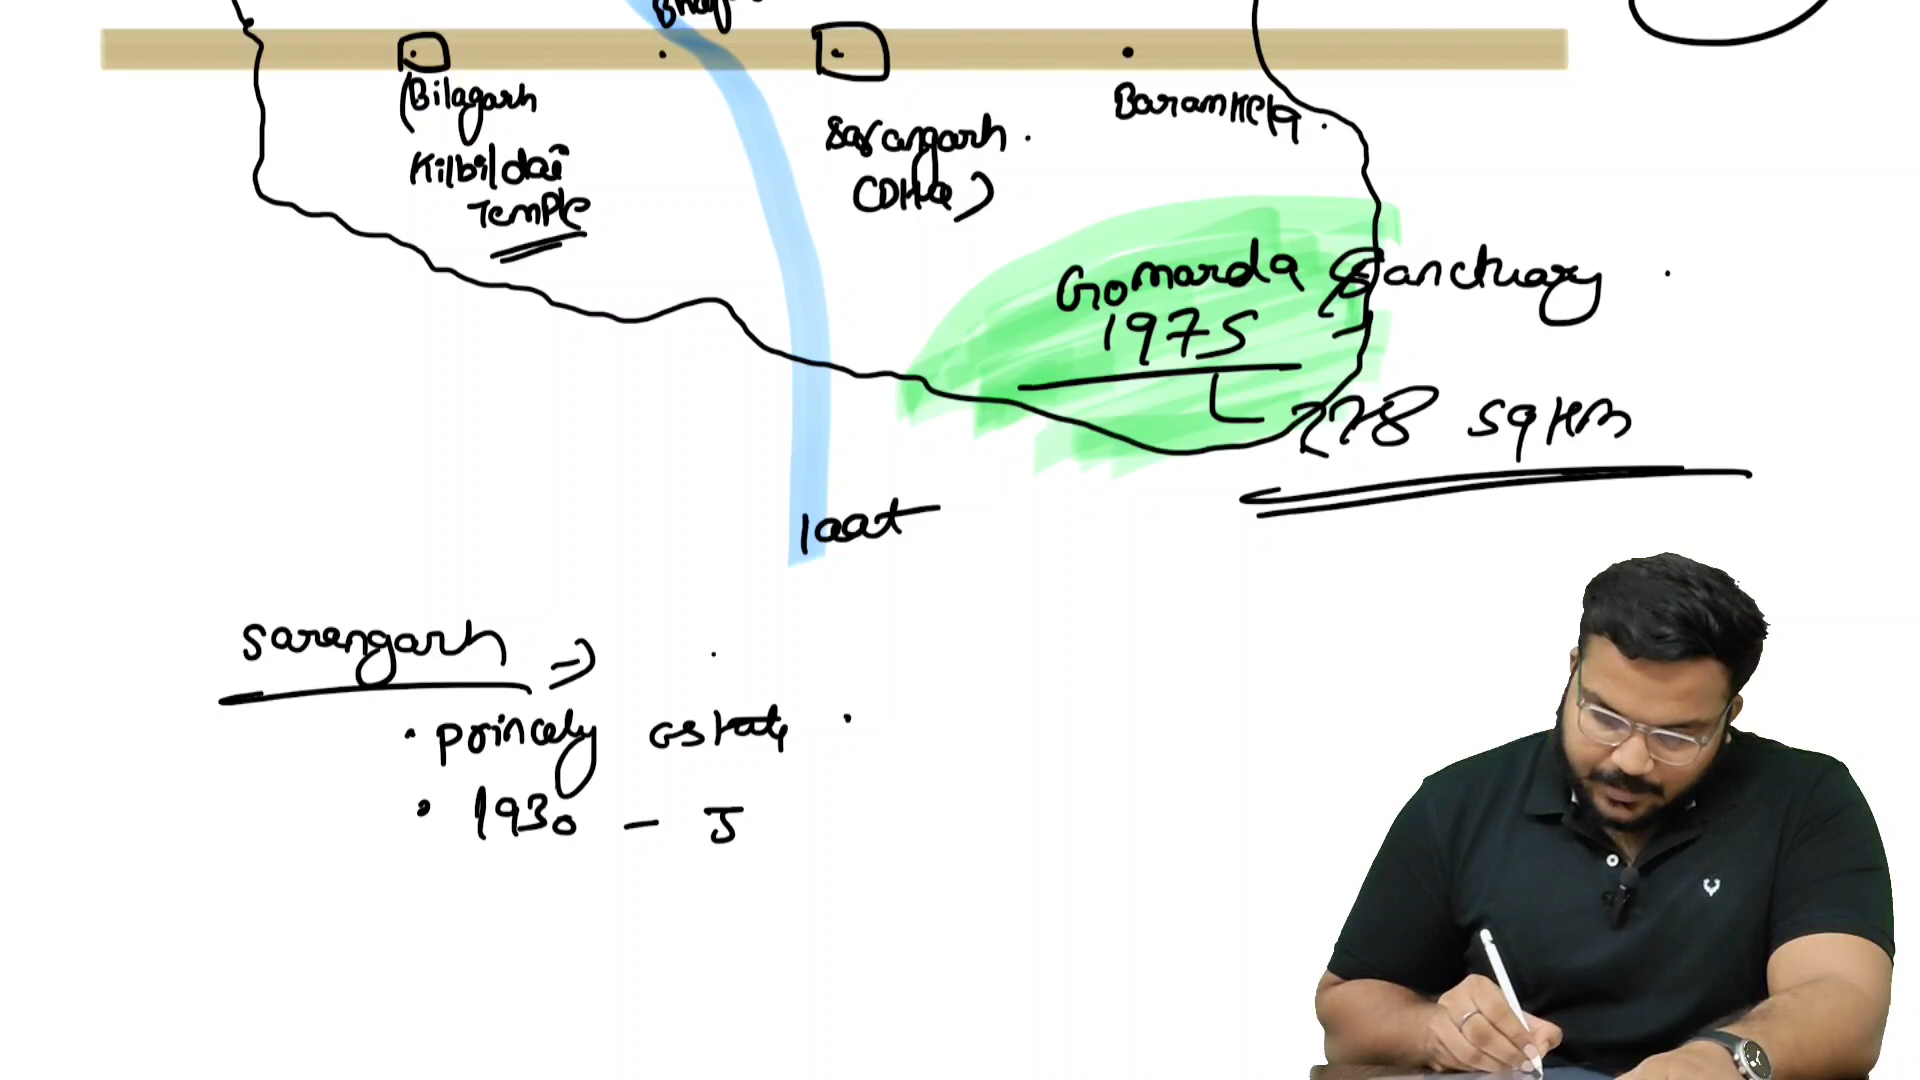 Bilagarh
Kilbildai
Temple
Sarangarh
(DHQ)
Baramkela
Gomarda Sanctuary
1975
278 sq km
laat
Sarangarh =>
• princely estate
• 1930 - J